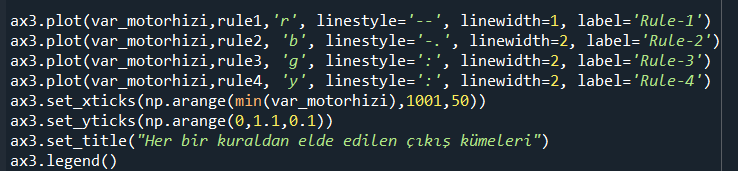 ax3.plot(var_motorhizi,rule1,'r', linestyle='--', linewidth=1, label='Rule-1')
ax3.plot(var_motorhizi,rule2, 'b', linestyle='-.', linewidth=2, label='Rule-2')
ax3.plot(var_motorhizi,rule3, 'g', linestyle=':', linewidth=2, label='Rule-3')
ax3.plot(var_motorhizi,rule4, 'y', linestyle=':', linewidth=2, label='Rule-4')
ax3.set_xticks(np.arange(min(var_motorhizi),1001,50))
ax3.set_yticks(np.arange(0,1.1,0.1))
ax3.set_title("Her bir kuraldan elde edilen çıkış kümeleri")
ax3.legend()